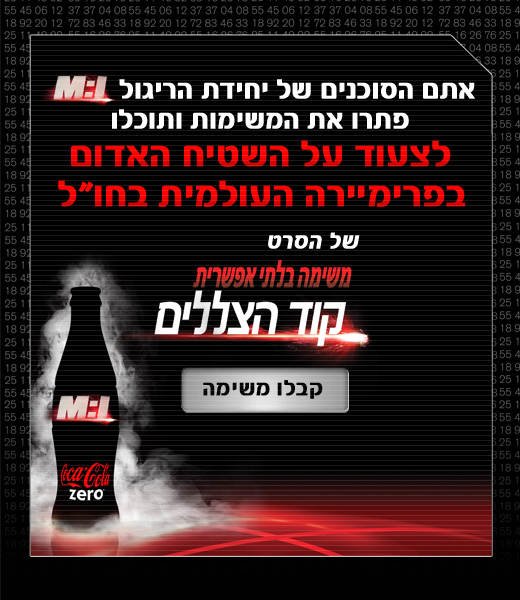 אתם הסוכנים של יחידת הריגול M:I
פתרו את המשימות ותוכלו
לצעוד על השטיח האדום
בפרימיירה העולמית בחו"ל
של הסרט
משימה בלתי אפשרית
קוד הצללים
קבלו משימה
M:I
Coca-Cola
zero